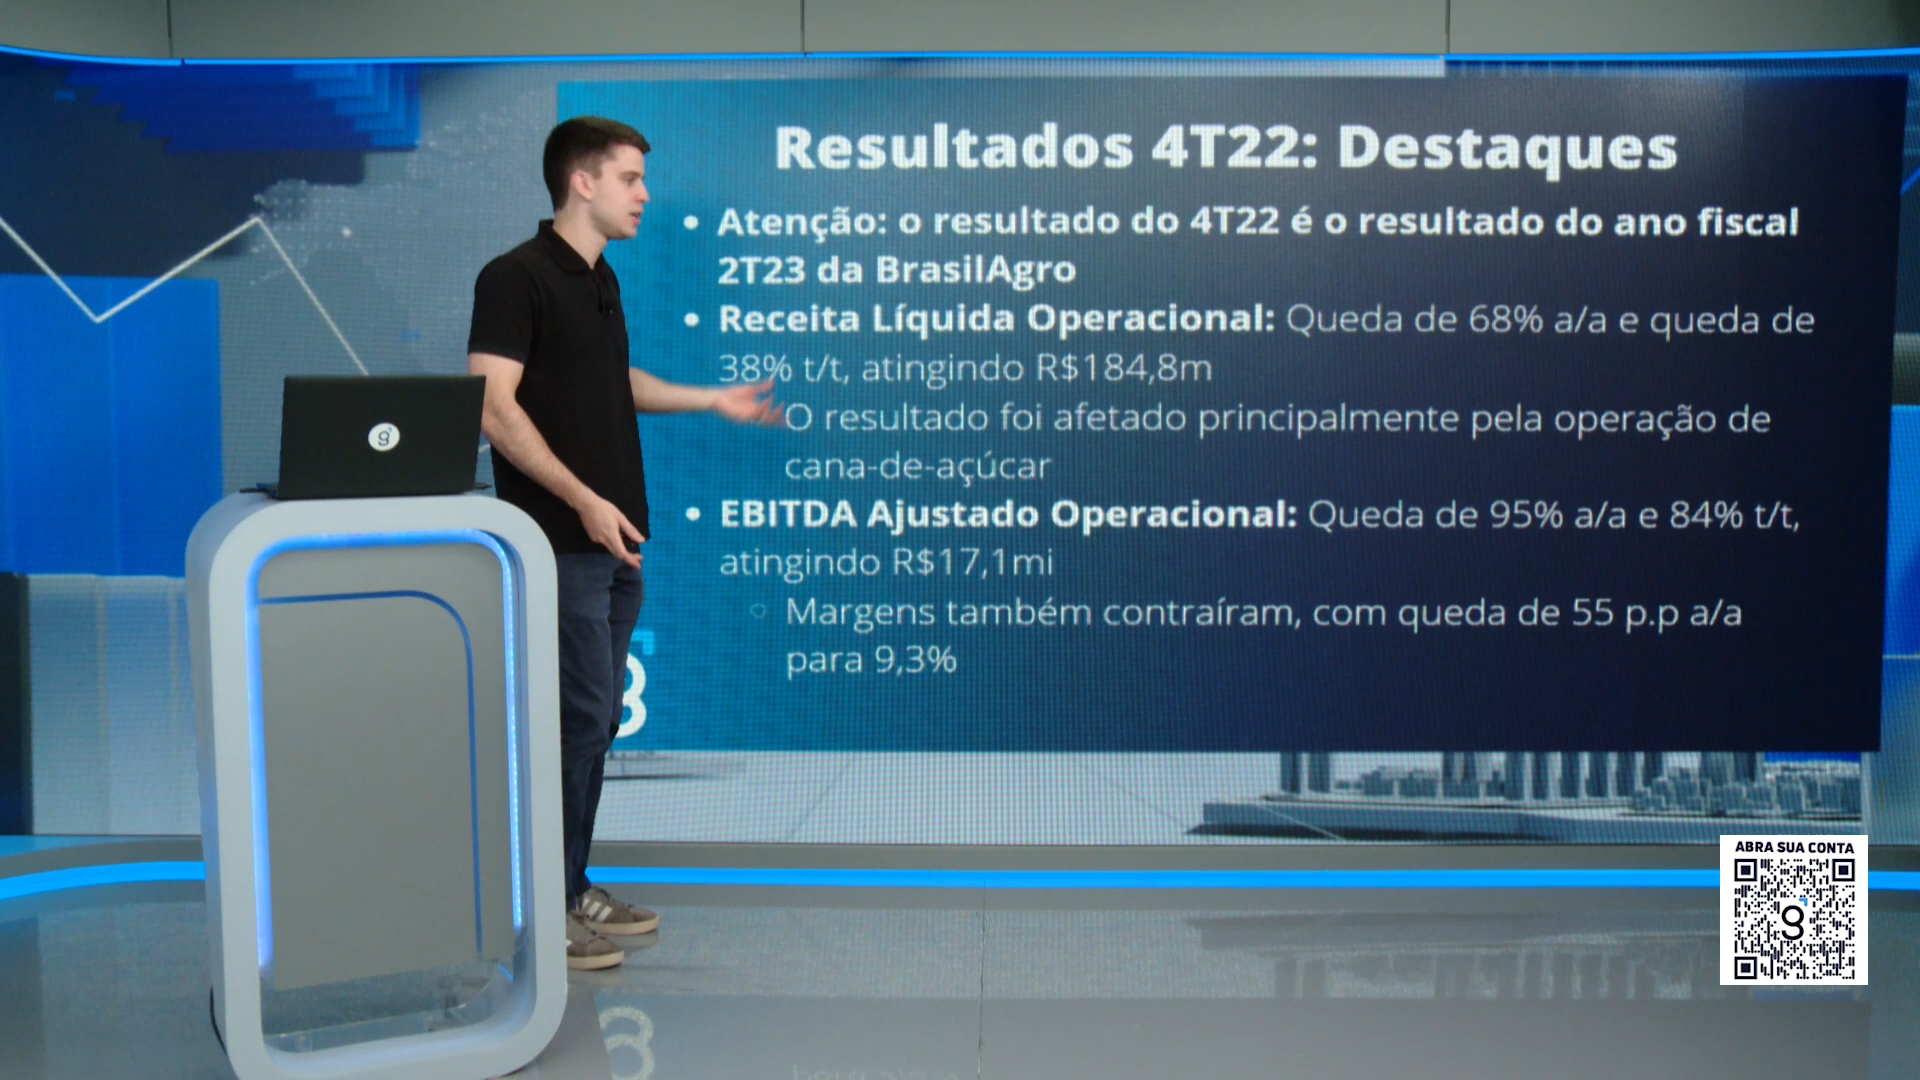 Resultados 4T22: Destaques
• Atenção: o resultado do 4T22 é o resultado do ano fiscal
2T23 da BrasilAgro
• Receita Líquida Operacional: Queda de 68% a/a e queda de
38% t/t, atingindo R$184,8m
O resultado foi afetado principalmente pela operação de
cana-de-açúcar
• EBITDA Ajustado Operacional: Queda de 95% a/a e 84% t/t,
atingindo R$17,1mi
○ Margens também contraíram, com queda de 55 p.p a/a
para 9,3%
ABRA SUA CONTA